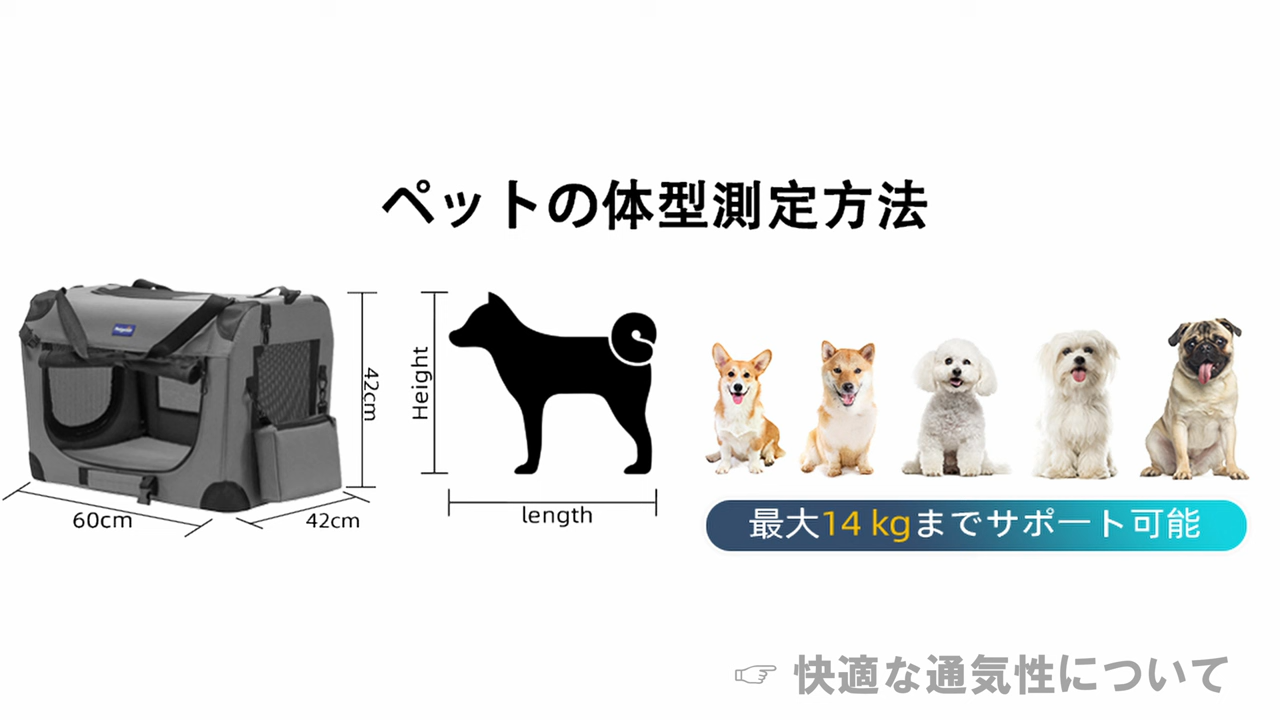 ペットの体型測定方法
42cm
60cm
42cm
Height
length
最大14 kgまでサポート可能
☞ 快適な通気性について